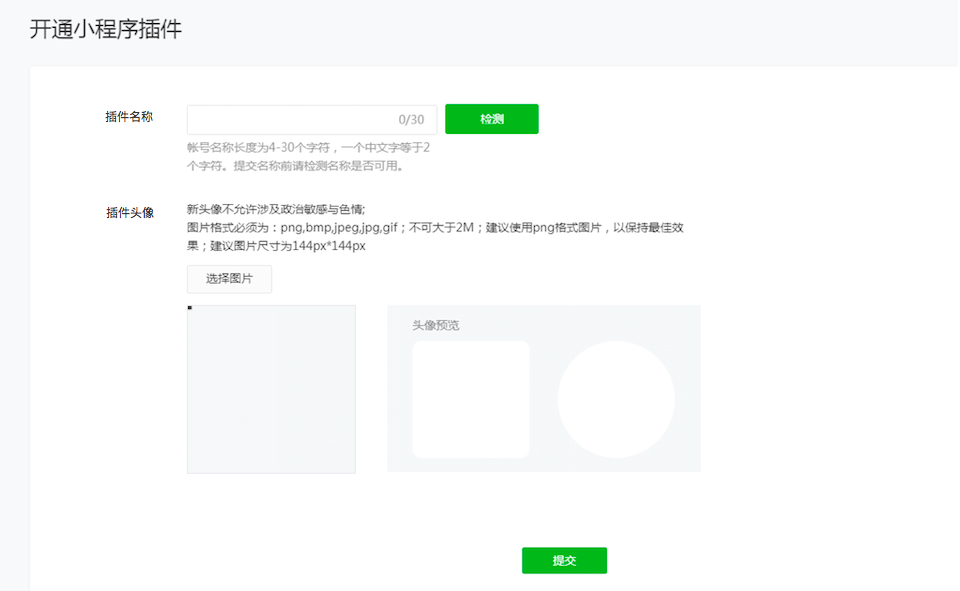 开通小程序插件
插件名称
0/30
检测
帐号名称长度为4-30个字符，一个中文字等于2
个字符。提交名称前请检测名称是否可用。
插件头像
新头像不允许涉及政治敏感与色情;
图片格式必须为：png,bmp,jpeg,jpg,gif；不可大于2M；建议使用png格式图片，以保持最佳效
果；建议图片尺寸为144px*144px
选择图片
头像预览
提交